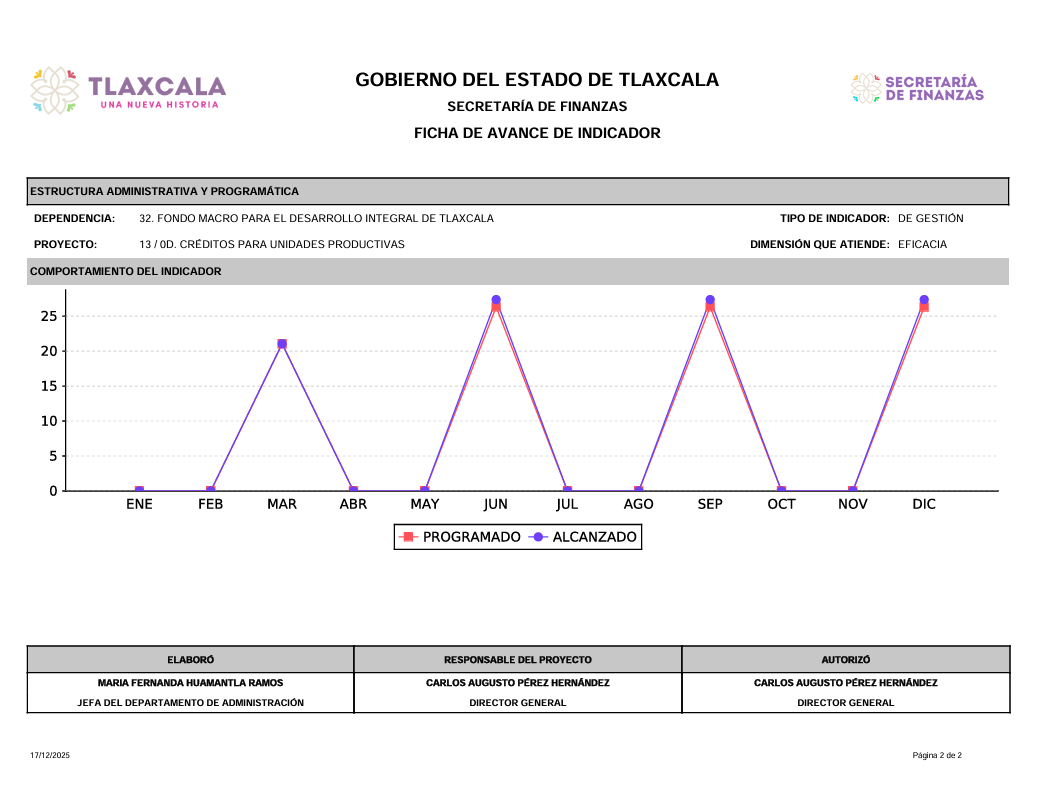 TLAXCALA
UNA NUEVA HISTORIA
GOBIERNO DEL ESTADO DE TLAXCALA
SECRETARÍA DE FINANZAS
FICHA DE AVANCE DE INDICADOR
SECRETARÍA
DE FINANZAS
ESTRUCTURA ADMINISTRATIVA Y PROGRAMÁTICA
DEPENDENCIA: 32. FONDO MACRO PARA EL DESARROLLO INTEGRAL DE TLAXCALA TIPO DE INDICADOR: DE GESTIÓN
PROYECTO: 13 / 0D. CRÉDITOS PARA UNIDADES PRODUCTIVAS DIMENSIÓN QUE ATIENDE: EFICACIA
COMPORTAMIENTO DEL INDICADOR
25
20
15
10
5
0
ENE FEB MAR ABR MAY JUN JUL AGO SEP OCT NOV DIC
PROGRAMADO ALCANZADO
ELABORÓ RESPONSABLE DEL PROYECTO AUTORIZÓ
MARIA FERNANDA HUAMANTLA RAMOS CARLOS AUGUSTO PÉREZ HERNÁNDEZ CARLOS AUGUSTO PÉREZ HERNÁNDEZ
JEFA DEL DEPARTAMENTO DE ADMINISTRACIÓN DIRECTOR GENERAL DIRECTOR GENERAL
17/12/2025 Página 2 de 2